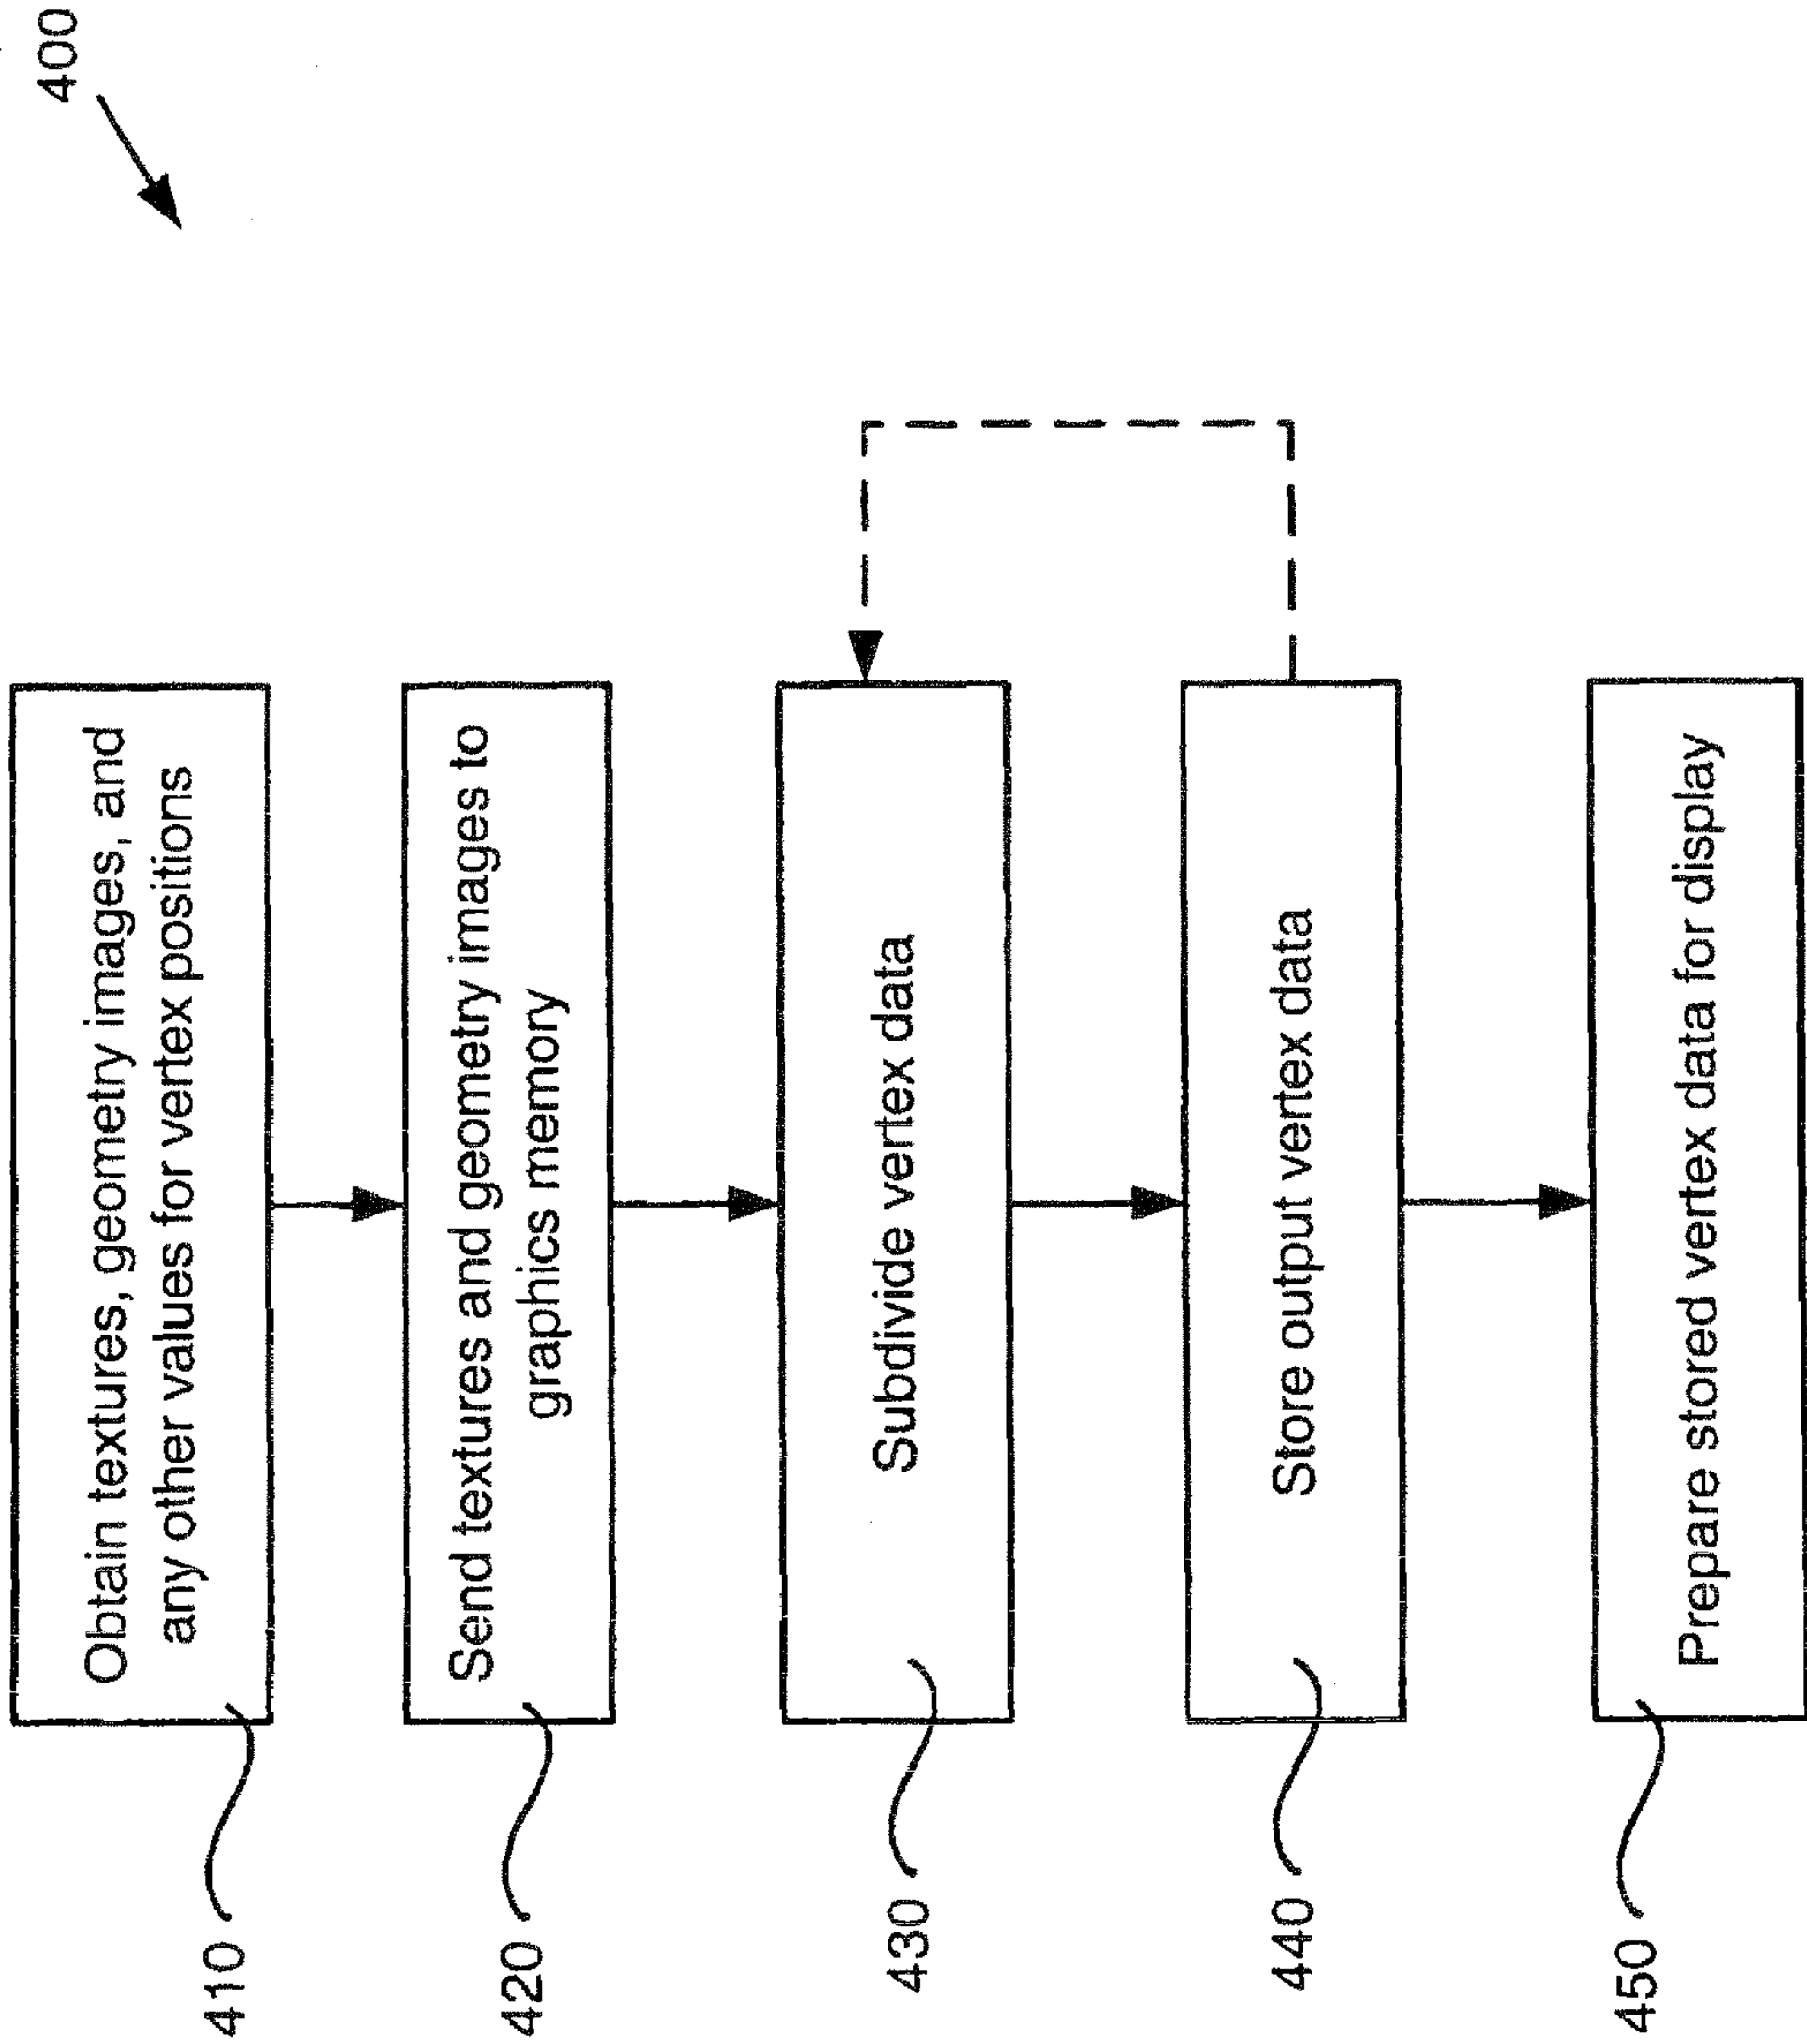 400
410
Obtain textures, geometry images, and
any other values for vertex positions
420
Send textures and geometry images to
graphics memory
430
Subdivide vertex data
440
Store output vertex data
450
Prepare stored vertex data for display